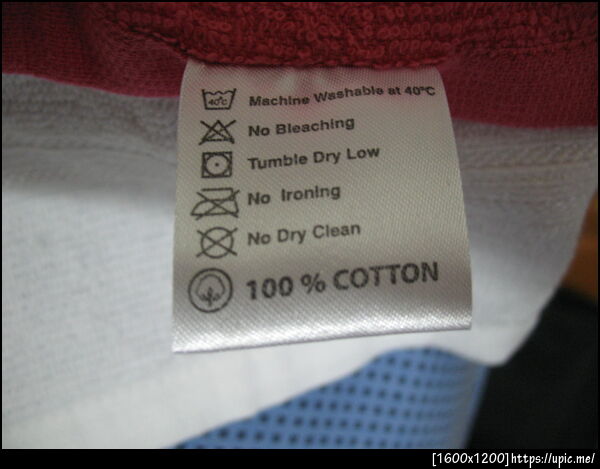 40°C Machine Washable at 40°C
No Bleaching
Tumble Dry Low
No Ironing
No Dry Clean
100 % COTTON
[1600x1200]https://upic.me/